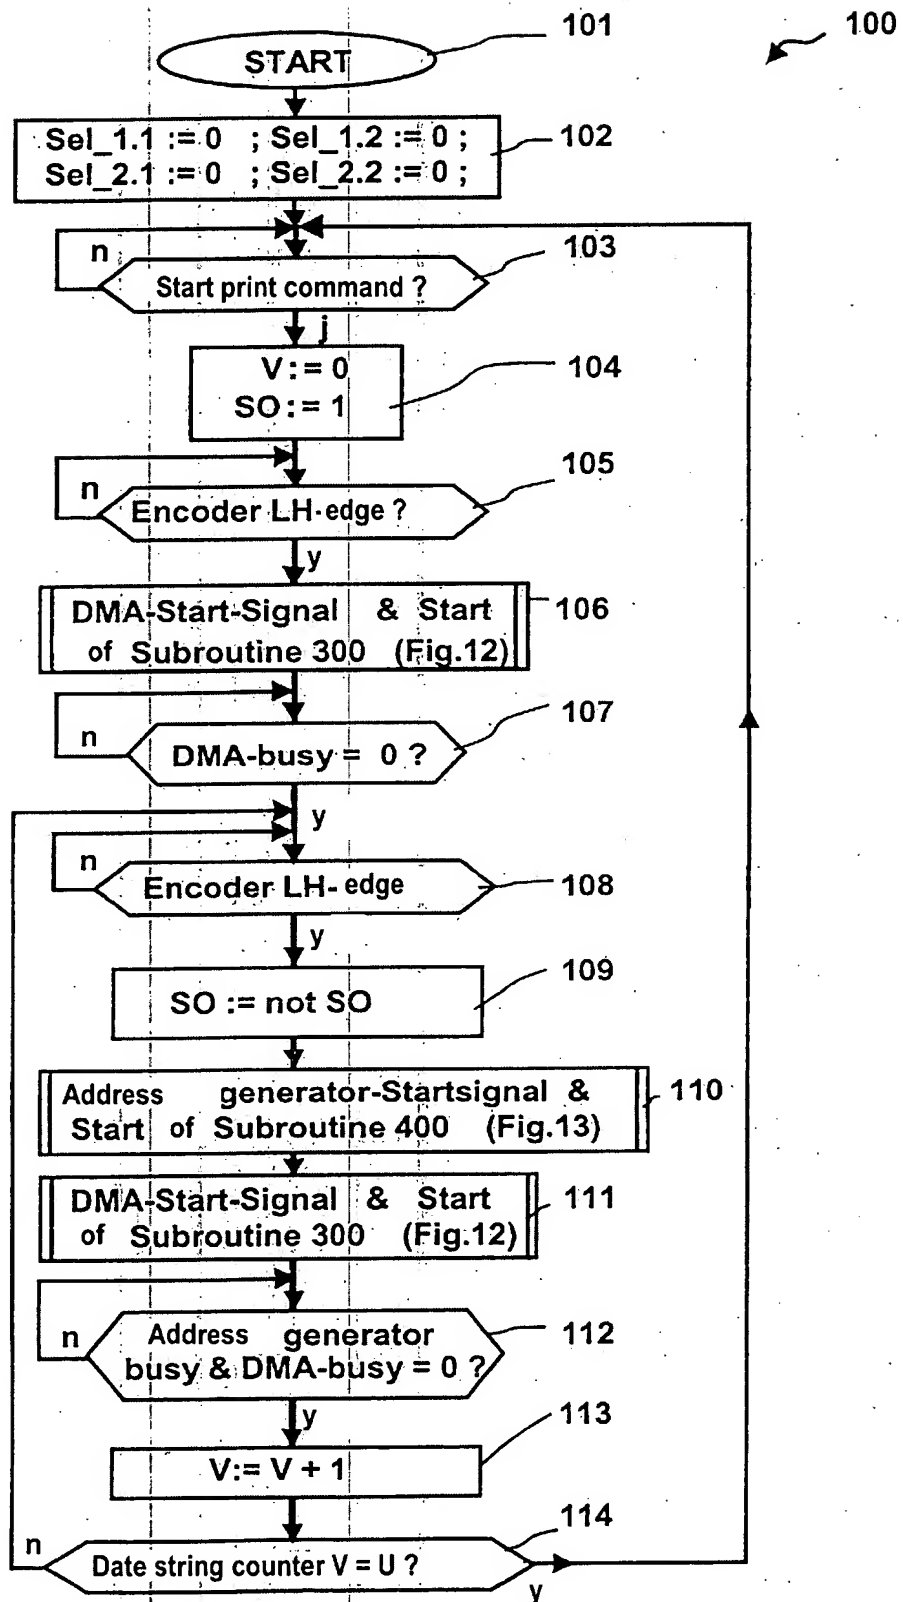 101
100
START
Sel_1.1 := 0 ; Sel_1.2 := 0 ;
102
Sel_2.1 := 0 ; Sel_2.2 := 0 ;
n
103
Start print command ?
j
V := 0
104
SO := 1
105
n
Encoder LH-edge ?
y
DMA-Start-Signal & Start
106
of Subroutine 300 (Fig.12)
107
n
DMA-busy = 0 ?
y
n
Encoder LH-edge
108
y
109
SO := not SO
Address generator-Startsignal &
110
Start of Subroutine 400 (Fig.13)
DMA-Start-Signal & Start
111
of Subroutine 300 (Fig.12)
n
Address generator
112
busy & DMA-busy = 0 ?
y
113
V:= V + 1
114
n
Date string counter V = U ?
y